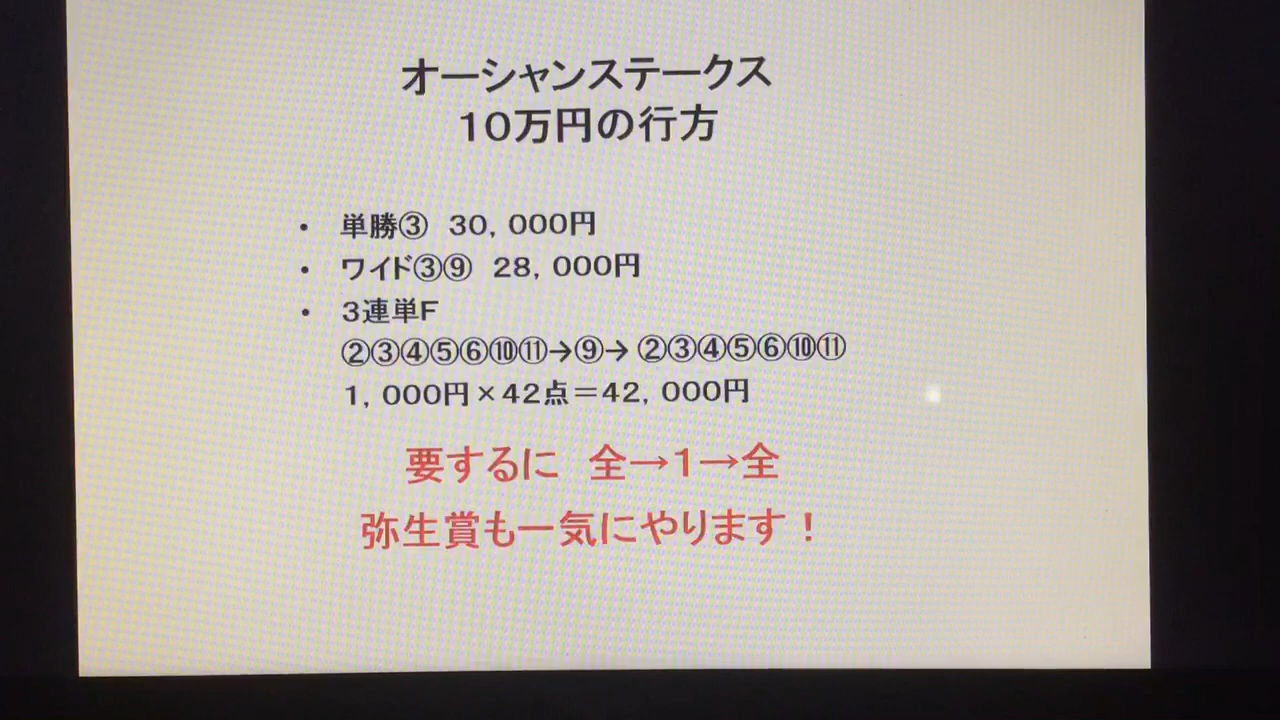 オーシャンステークス
10万円の行方
・ 単勝③ 30,000円
・ ワイド③⑨ 28,000円
・ 3連単F
②③④⑤⑥⑩⑪→⑨→②③④⑤⑥⑩⑪
1,000円×42点=42,000円
要するに 全→1→全
弥生賞も一気にやります!